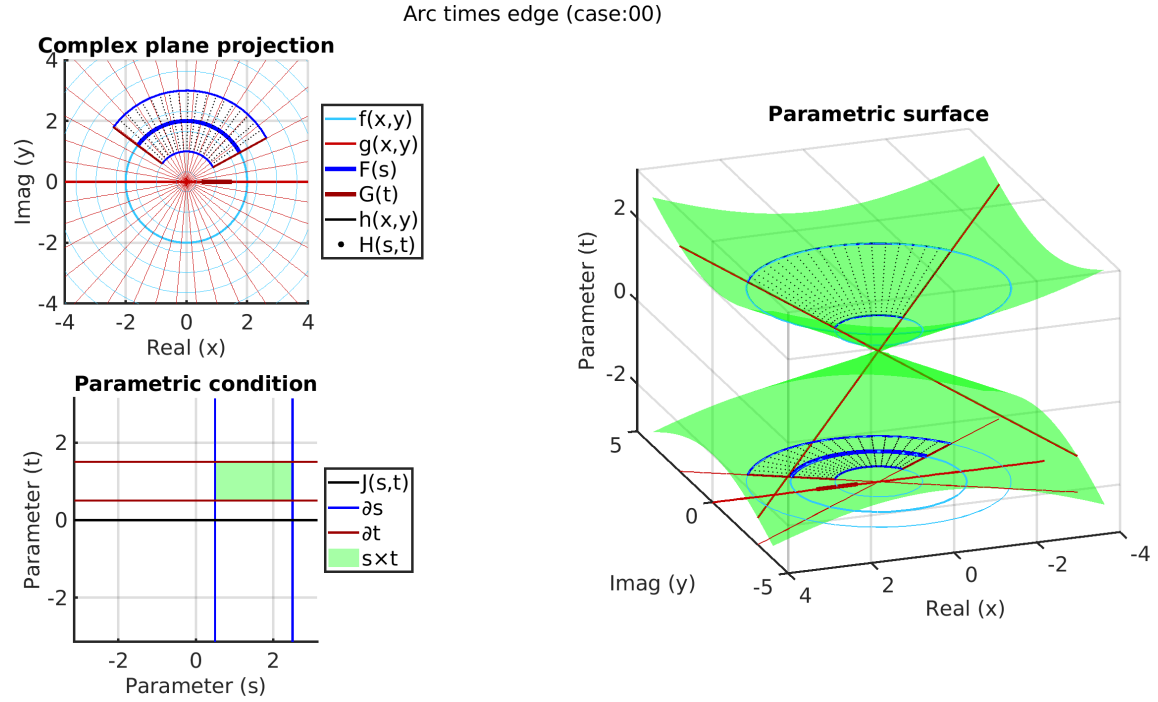 Arc times edge (case:00)
Complex plane projection
4
2
0
-2
-4
Imag (y)
-4 -2 0 2 4
Real (x)
f(x,y)
g(x,y)
F(s)
G(t)
h(x,y)
H(s,t)
Parametric condition
2
0
-2
Parameter (t)
-2 0 2
Parameter (s)
J(s,t)
∂s
∂t
s×t
Parametric surface
2
0
-2
Parameter (t)
5
0
-5
Imag (y)
4 2 0 -2 -4
Real (x)